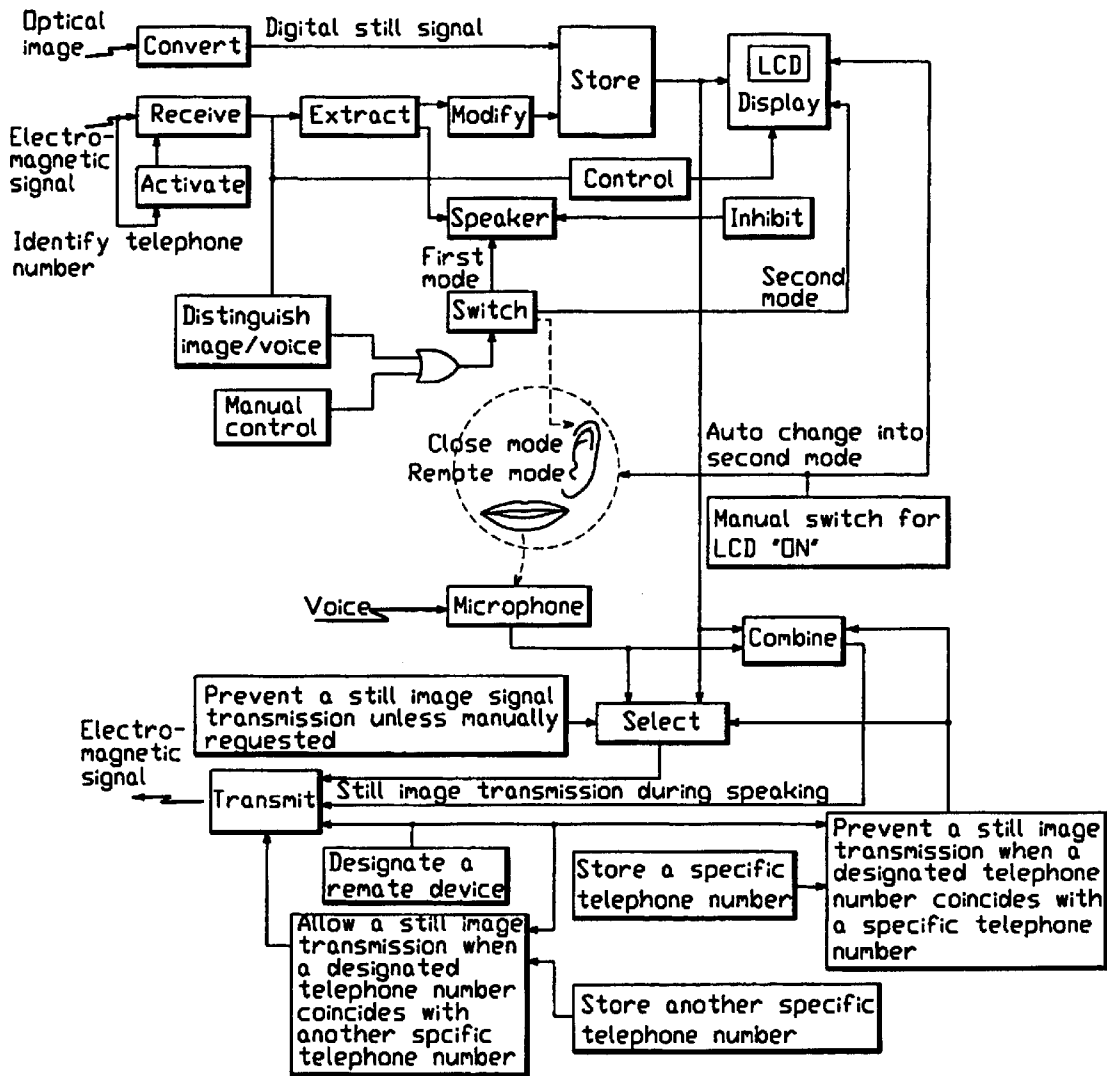 Optical
image
Convert
Digital still signal
Store
LCD
Display
Electro-
magnetic
signal
Receive
Extract
Modify
Activate
Control
Identify telephone
number
Speaker
Inhibit
First
mode
Second
mode
Distinguish
image/voice
Switch
Manual
control
Close mode
Remote mode
Auto change into
second mode
Manual switch for
LCD "ON"
Voice
Microphone
Combine
Prevent a still image signal
transmission unless manually
requested
Select
Electro-
magnetic
signal
Transmit
Still image transmission during speaking
Designate a
remate device
Store a specific
telephone number
Prevent a still image
transmission when a
designated telephone
number coincides with
a specific telephone
number
Allow a still image
transmission when
a designated
telephone number
coincides with
another spcific
telephone number
Store another specific
telephone number